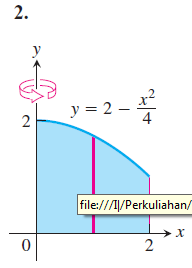 2.
y
y = 2 − x²/4
2
file:///I|/Perkuliahan/
x
0
2